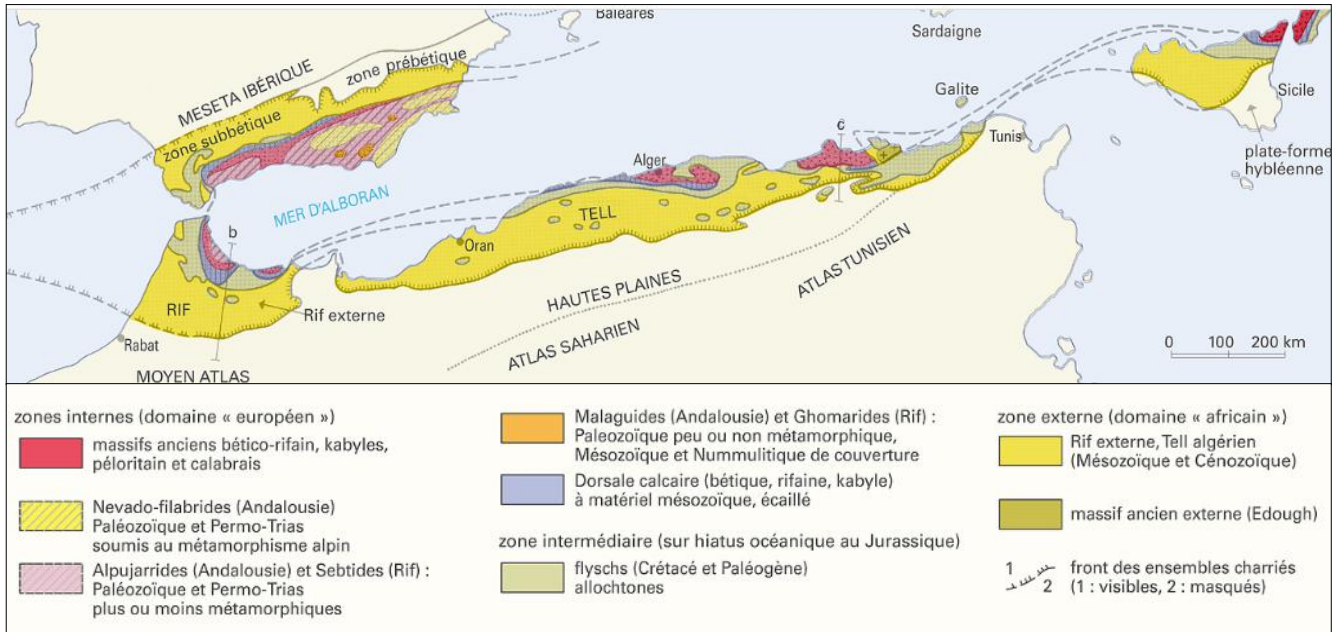 Baléares
Sardaigne
MESETA IBÉRIQUE
zone prébétique
zone subbétique
Galite
Sicile
c
Tunis
Alger
plate-forme
hybléenne
MER D'ALBORAN
TELL
b
Oran
HAUTES PLAINES
ATLAS TUNISIEN
RIF
Rif externe
ATLAS SAHARIEN
Rabat
0 100 200 km
MOYEN ATLAS
zones internes (domaine « européen »)
massifs anciens bético-rifain, kabyles,
péloritain et calabrais
Nevado-filabrides (Andalousie)
Paléozoïque et Permo-Trias
soumis au métamorphisme alpin
Alpujarrides (Andalousie) et Sebtides (Rif) :
Paléozoïque et Permo-Trias
plus ou moins métamorphiques
Malaguides (Andalousie) et Ghomarides (Rif) :
Paleozoïque peu ou non métamorphique,
Mésozoïque et Nummulitique de couverture
Dorsale calcaire (bétique, rifaine, kabyle)
à matériel mésozoïque, écaillé
zone intermédiaire (sur hiatus océanique au Jurassique)
flyschs (Crétacé et Paléogène)
allochtones
zone externe (domaine « africain »)
Rif externe, Tell algérien
(Mésozoïque et Cénozoïque)
massif ancien externe (Edough)
1 2 front des ensembles charriés
(1 : visibles, 2 : masqués)